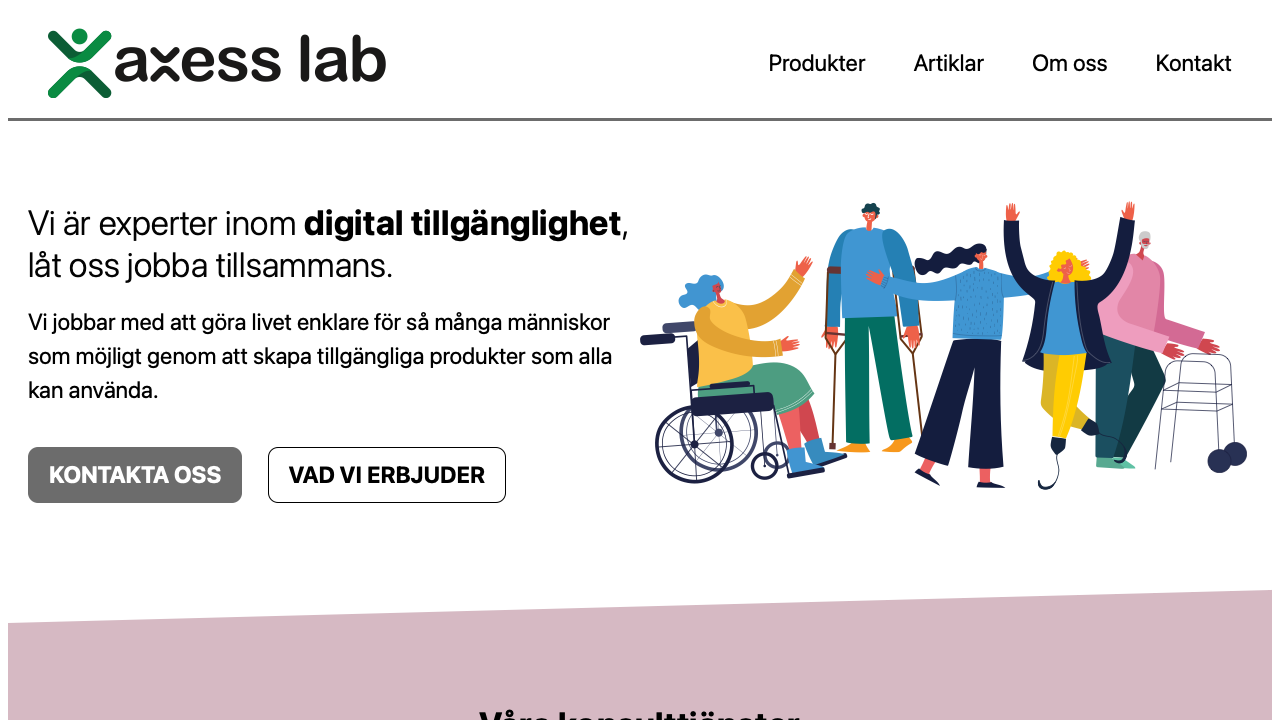 axess lab
Produkter Artiklar Om oss Kontakt
Vi är experter inom digital tillgänglighet,
låt oss jobba tillsammans.
Vi jobbar med att göra livet enklare för så många människor
som möjligt genom att skapa tillgängliga produkter som alla
kan använda.
KONTAKTA OSS VAD VI ERBJUDER
Våra konsulttjänster